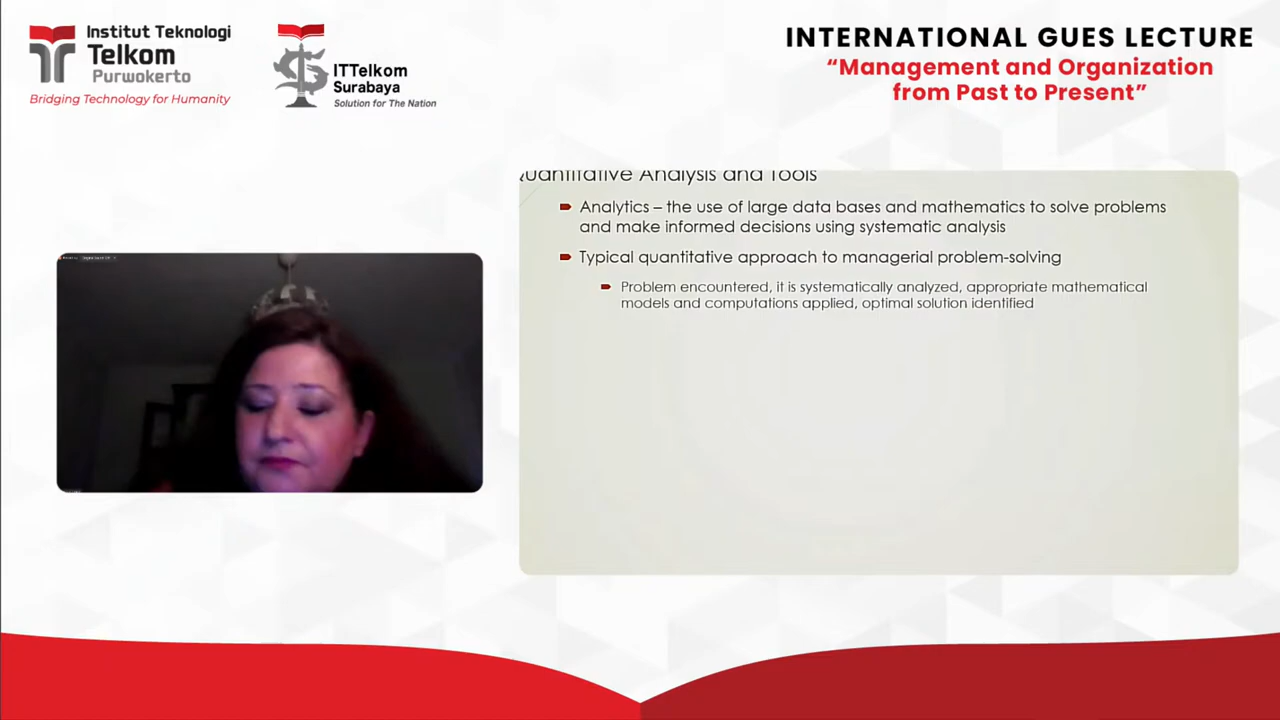 Institut Teknologi
Telkom
Purwokerto
Bridging Technology for Humanity
ITTelkom
Surabaya
Solution for The Nation
INTERNATIONAL GUES LECTURE
“Management and Organization
from Past to Present”
Quantitative Analysis and Tools
Analytics – the use of large data bases and mathematics to solve problems
and make informed decisions using systematic analysis
Typical quantitative approach to managerial problem-solving
Problem encountered, it is systematically analyzed, appropriate mathematical
models and computations applied, optimal solution identified